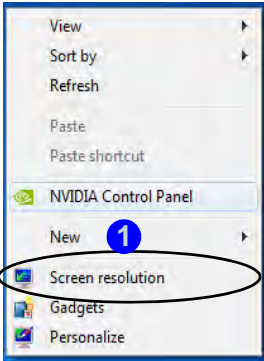 View
Sort by
Refresh
Paste
Paste shortcut
NVIDIA Control Panel
New 1
Screen resolution
Gadgets
Personalize